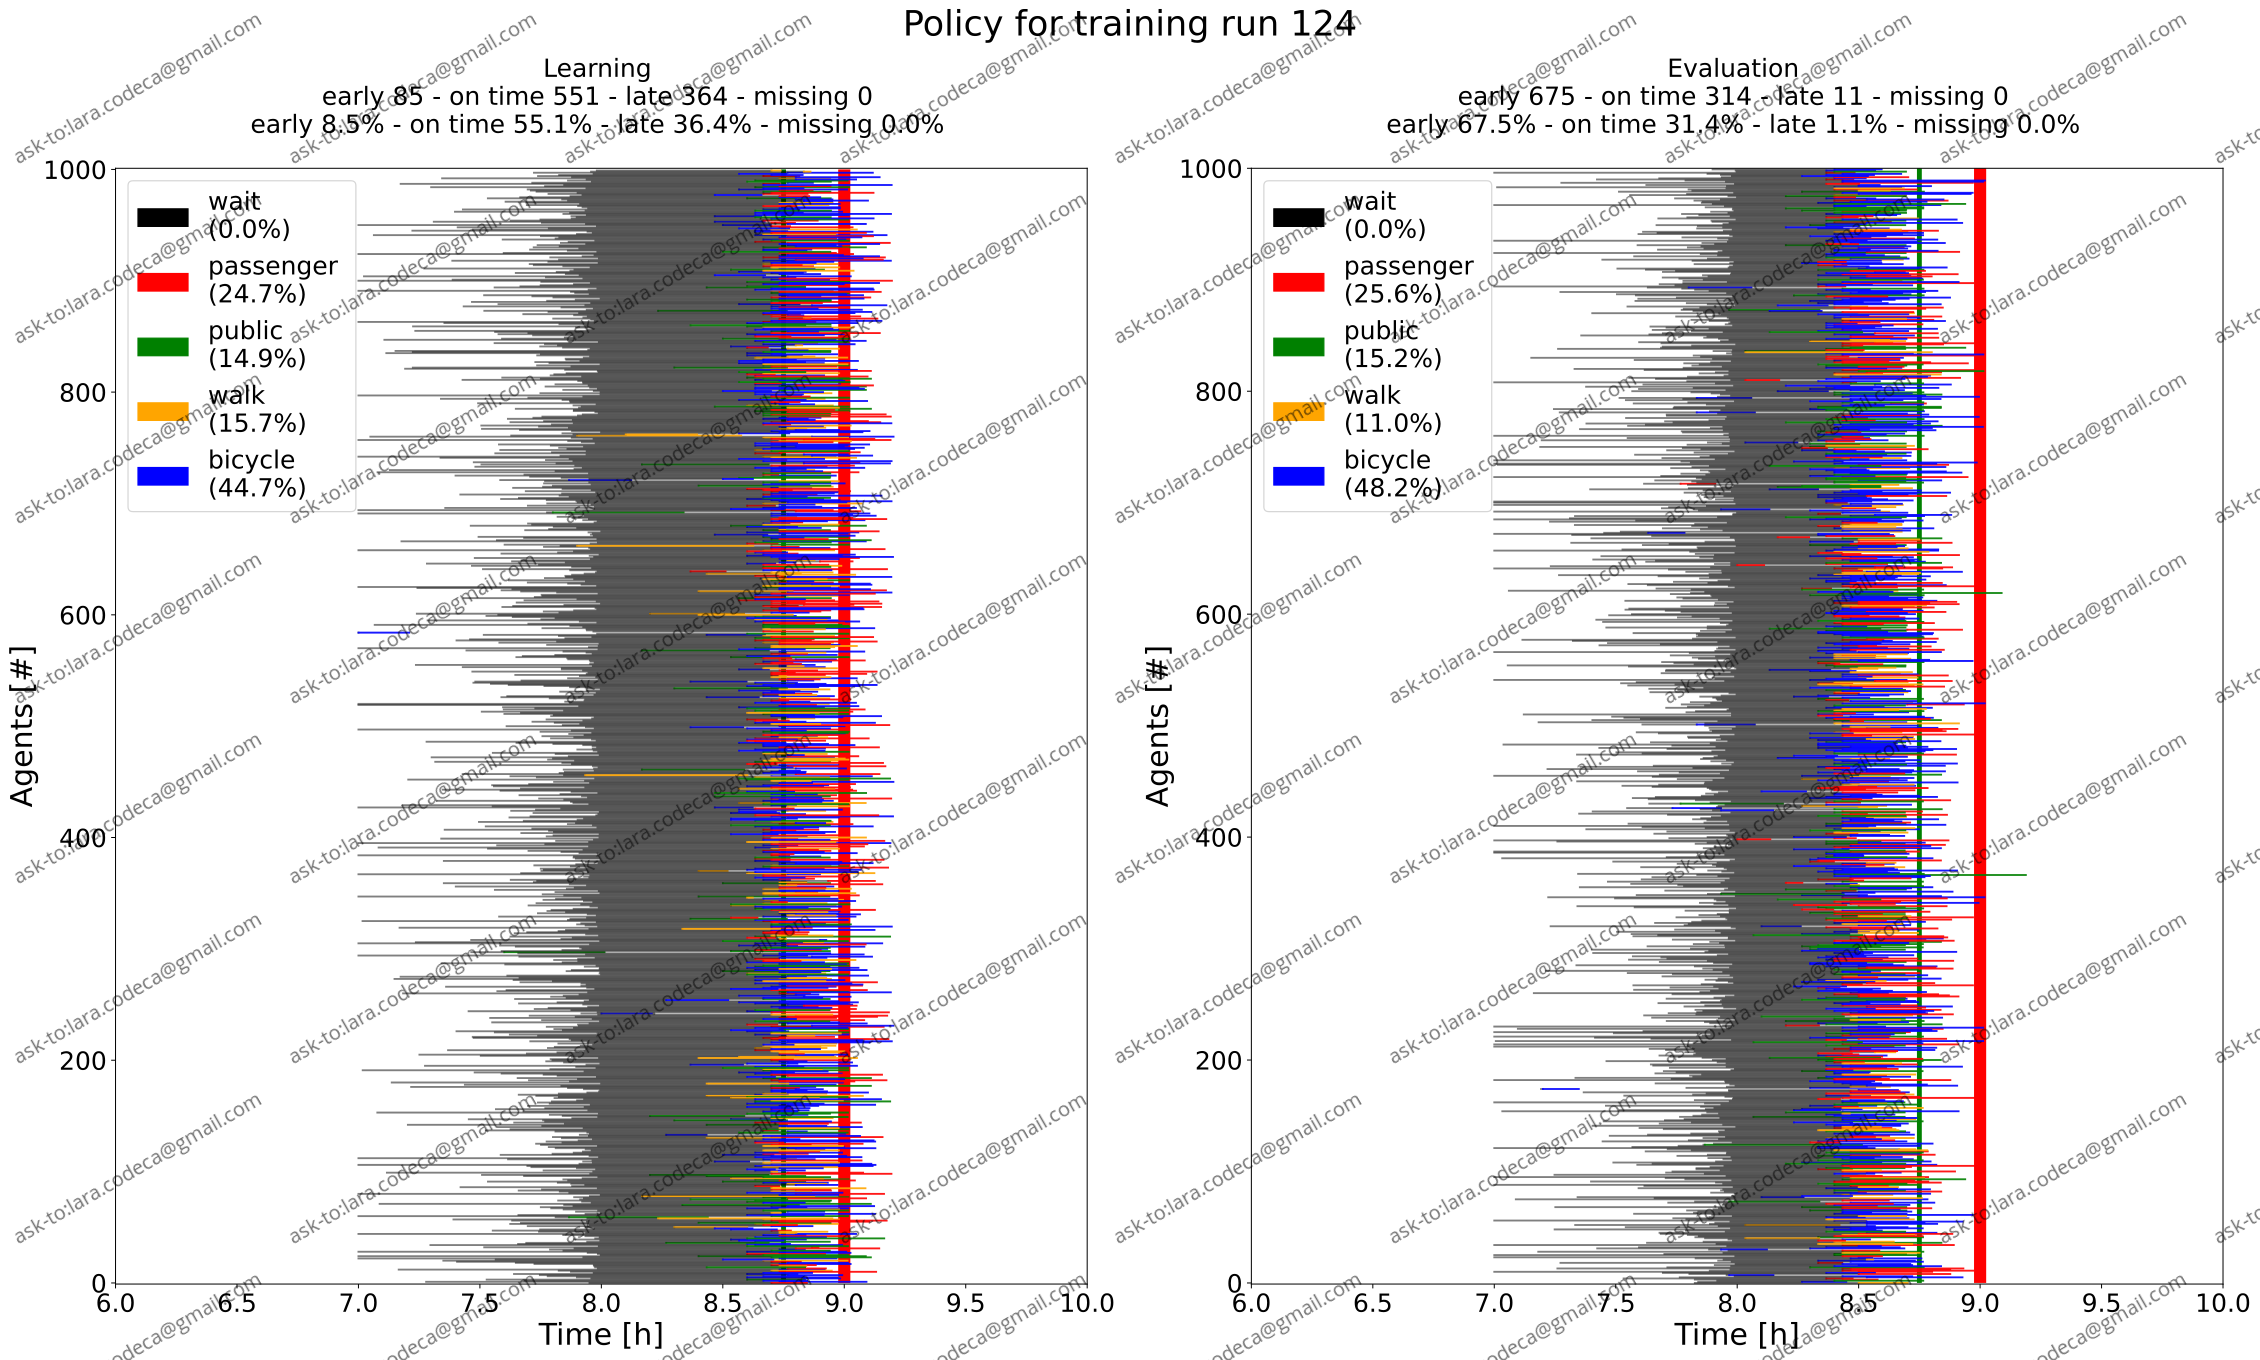 Policy for training run 124
Learning
early 85 - on time 551 - late 364 - missing 0
early 8.5% - on time 55.1% - late 36.4% - missing 0.0%
1000
800
600
400
200
0
Agents [#]
wait
(0.0%)
passenger
(24.7%)
public
(14.9%)
walk
(15.7%)
bicycle
(44.7%)
6.0 6.5 7.0 7.5 8.0 8.5 9.0 9.5 10.0
Time [h]
Evaluation
early 675 - on time 314 - late 11 - missing 0
early 67.5% - on time 31.4% - late 1.1% - missing 0.0%
1000
800
600
400
200
0
Agents [#]
wait
(0.0%)
passenger
(25.6%)
public
(15.2%)
walk
(11.0%)
bicycle
(48.2%)
6.0 6.5 7.0 7.5 8.0 8.5 9.0 9.5 10.0
Time [h]
ask-to:lara.codeca@gmail.com